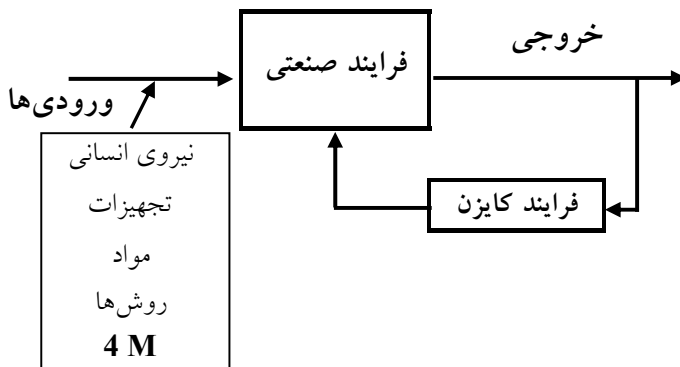 خروجی
فرایند صنعتی
ورودی‌ها
نیروی انسانی
تجهیزات
مواد
روش‌ها
4 M
فرایند کایزن